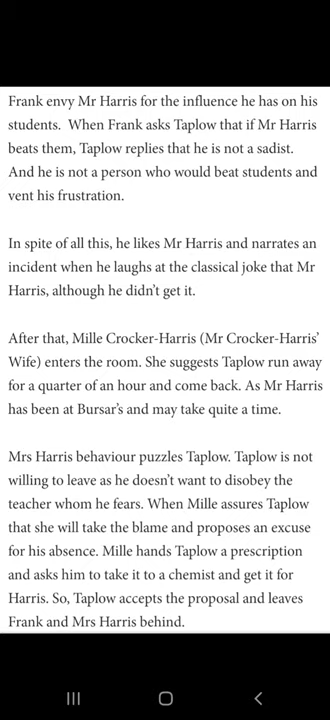 Frank envy Mr Harris for the influence he has on his
students. When Frank asks Taplow that if Mr Harris
beats them, Taplow replies that he is not a sadist.
And he is not a person who would beat students and
vent his frustration.
In spite of all this, he likes Mr Harris and narrates an
incident when he laughs at the classical joke that Mr
Harris, although he didn't get it.
After that, Mille Crocker-Harris (Mr Crocker-Harris'
Wife) enters the room. She suggests Taplow run away
for a quarter of an hour and come back. As Mr Harris
has been at Bursar's and may take quite a time.
Mrs Harris behaviour puzzles Taplow. Taplow is not
willing to leave as he doesn't want to disobey the
teacher whom he fears. When Mille assures Taplow
that she will take the blame and proposes an excuse
for his absence. Mille hands Taplow a prescription
and asks him to take it to a chemist and get it for
Harris. So, Taplow accepts the proposal and leaves
Frank and Mrs Harris behind.